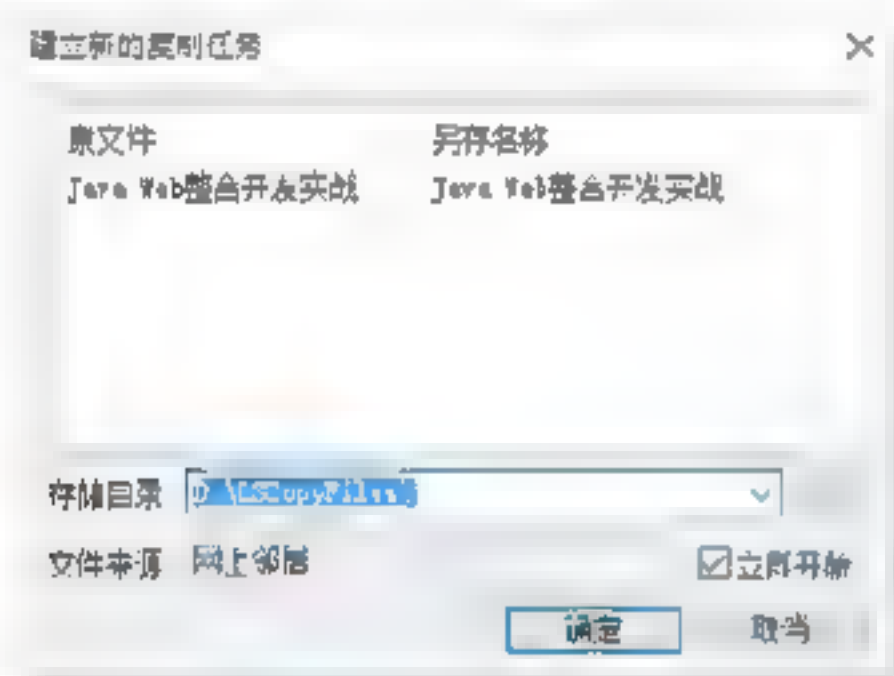 建立新的复制任务
原文件 另存名称
Java Web整合开发实战 Java Web整合开发实战
存储目录
文件来源 网上邻居 立即开始
确定 取消